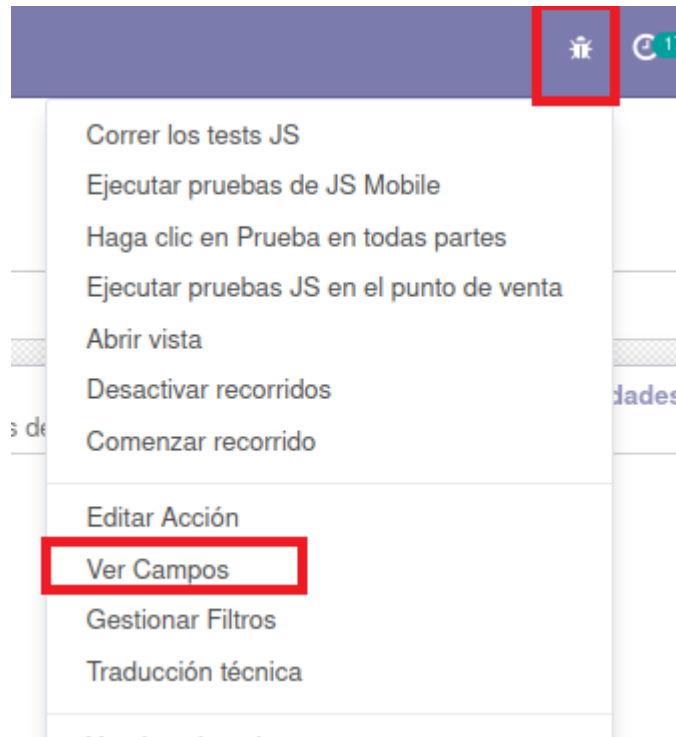 Correr los tests JS
Ejecutar pruebas de JS Mobile
Haga clic en Prueba en todas partes
Ejecutar pruebas JS en el punto de venta
Abrir vista
Desactivar recorridos
dades
s de
Comenzar recorrido
Editar Acción
Ver Campos
Gestionar Filtros
Traducción técnica